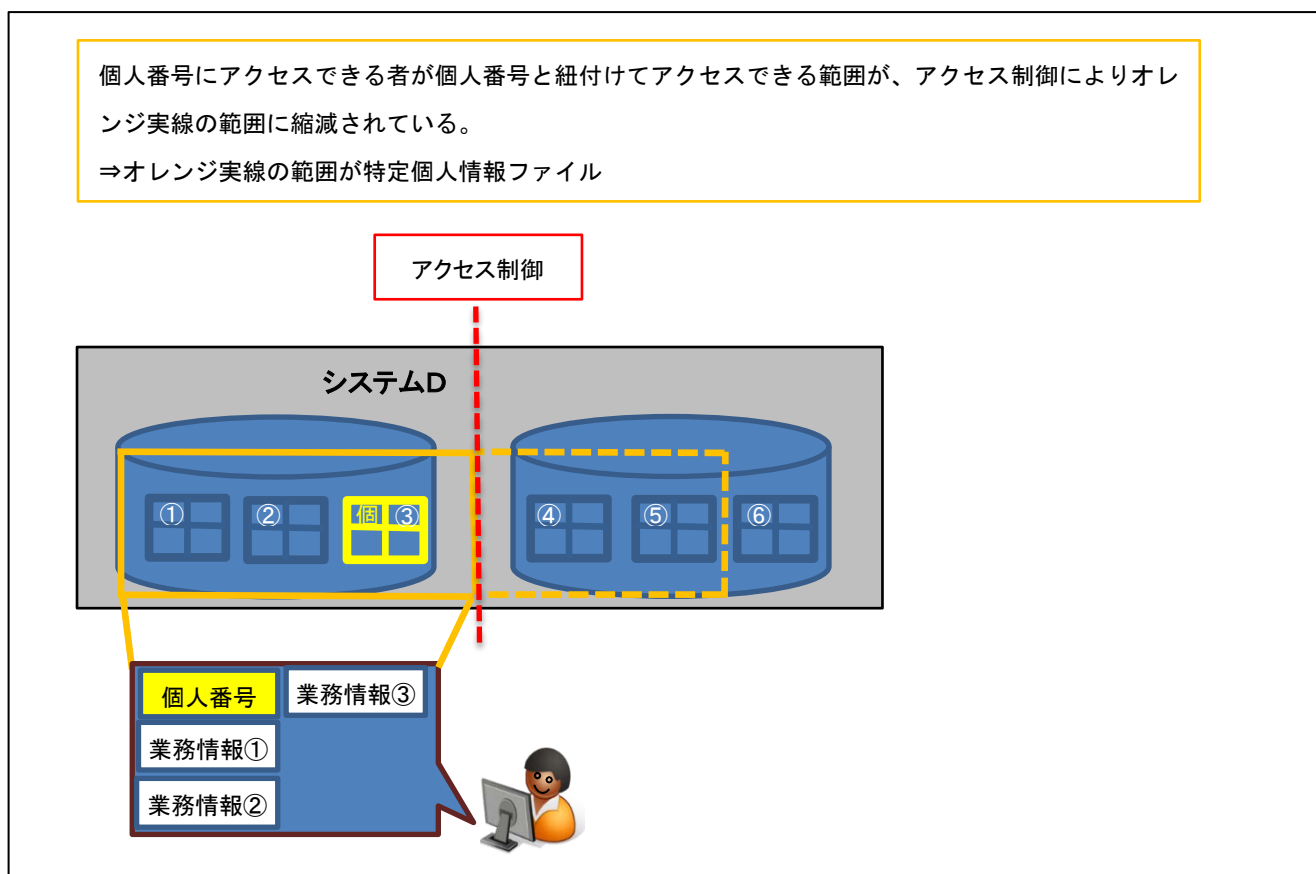 個人番号にアクセスできる者が個人番号と紐付けてアクセスできる範囲が、アクセス制御によりオレ
ンジ実線の範囲に縮減されている。
⇒オレンジ実線の範囲が特定個人情報ファイル
アクセス制御
システムD
① ② 個 ③ ④ ⑤ ⑥
個人番号 業務情報③
業務情報①
業務情報②